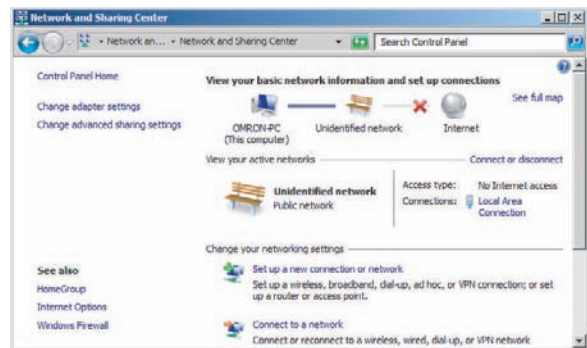 Network and Sharing Center
Network an... Network and Sharing Center
Search Control Panel
Control Panel Home
Change adapter settings
Change advanced sharing settings
See also
HomeGroup
Internet Options
Windows Firewall
View your basic network information and set up connections
See full map
OMRON-PC
(This computer)
Unidentified network
Internet
View your active networks
Connect or disconnect
Unidentified network
Public network
Access type: No Internet access
Connections: Local Area
Connection
Change your networking settings
Set up a new connection or network
Set up a wireless, broadband, dial-up, ad hoc, or VPN connection; or set
up a router or access point.
Connect to a network
Connect or reconnect to a wireless, wired, dial-up, or VPN network